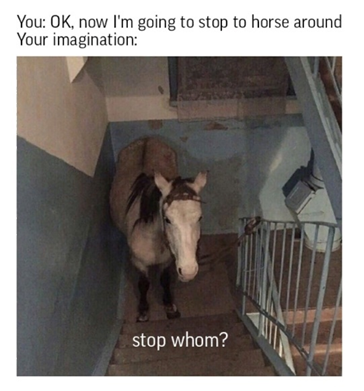 You: OK, now I'm going to stop to horse around
Your imagination:
stop whom?